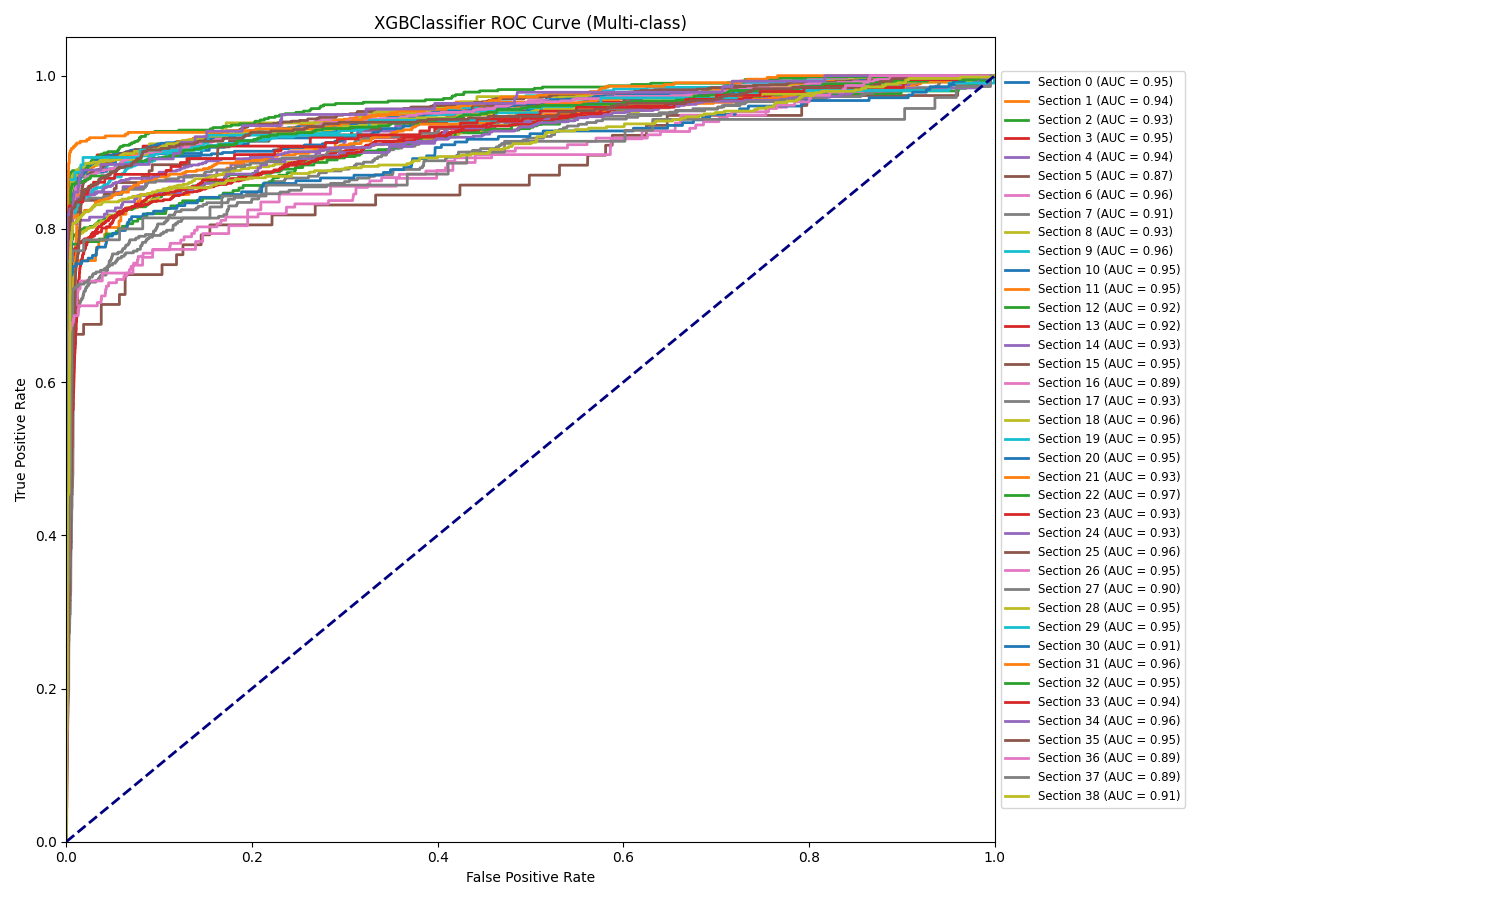 XGBClassifier ROC Curve (Multi-class)
1.0
0.8
0.6
0.4
0.2
0.0
True Positive Rate
0.0 0.2 0.4 0.6 0.8 1.0
False Positive Rate
Section 0 (AUC = 0.95)
Section 1 (AUC = 0.94)
Section 2 (AUC = 0.93)
Section 3 (AUC = 0.95)
Section 4 (AUC = 0.94)
Section 5 (AUC = 0.87)
Section 6 (AUC = 0.96)
Section 7 (AUC = 0.91)
Section 8 (AUC = 0.93)
Section 9 (AUC = 0.96)
Section 10 (AUC = 0.95)
Section 11 (AUC = 0.95)
Section 12 (AUC = 0.92)
Section 13 (AUC = 0.92)
Section 14 (AUC = 0.93)
Section 15 (AUC = 0.95)
Section 16 (AUC = 0.89)
Section 17 (AUC = 0.93)
Section 18 (AUC = 0.96)
Section 19 (AUC = 0.95)
Section 20 (AUC = 0.95)
Section 21 (AUC = 0.93)
Section 22 (AUC = 0.97)
Section 23 (AUC = 0.93)
Section 24 (AUC = 0.93)
Section 25 (AUC = 0.96)
Section 26 (AUC = 0.95)
Section 27 (AUC = 0.90)
Section 28 (AUC = 0.95)
Section 29 (AUC = 0.95)
Section 30 (AUC = 0.91)
Section 31 (AUC = 0.96)
Section 32 (AUC = 0.95)
Section 33 (AUC = 0.94)
Section 34 (AUC = 0.96)
Section 35 (AUC = 0.95)
Section 36 (AUC = 0.89)
Section 37 (AUC = 0.89)
Section 38 (AUC = 0.91)